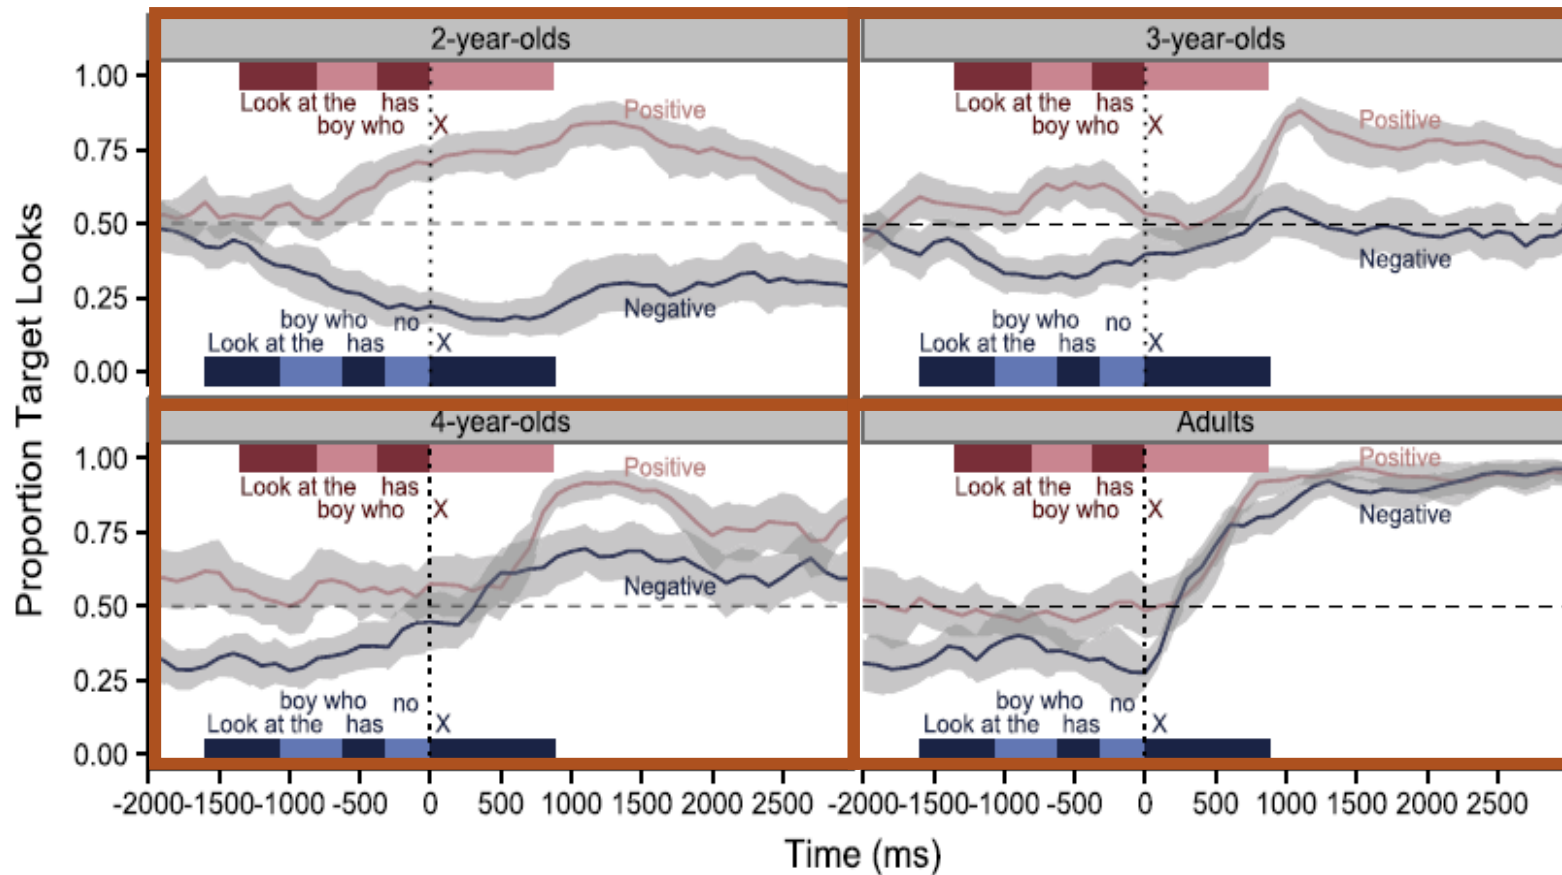 2-year-olds
3-year-olds
1.00
0.75
0.50
0.25
0.00
Look at the has
boy who X
Positive
Negative
boy who no
Look at the has X
Look at the has
boy who X
Positive
Negative
boy who no
Look at the has X
4-year-olds
Adults
1.00
0.75
0.50
0.25
0.00
Look at the has
boy who X
Positive
Negative
boy who no
Look at the has X
Look at the has
boy who X
Positive
Negative
boy who no
Look at the has X
-2000 -1500 -1000 -500 0 500 1000 1500 2000 2500 -2000 -1500 -1000 -500 0 500 1000 1500 2000 2500
Time (ms)
Proportion Target Looks